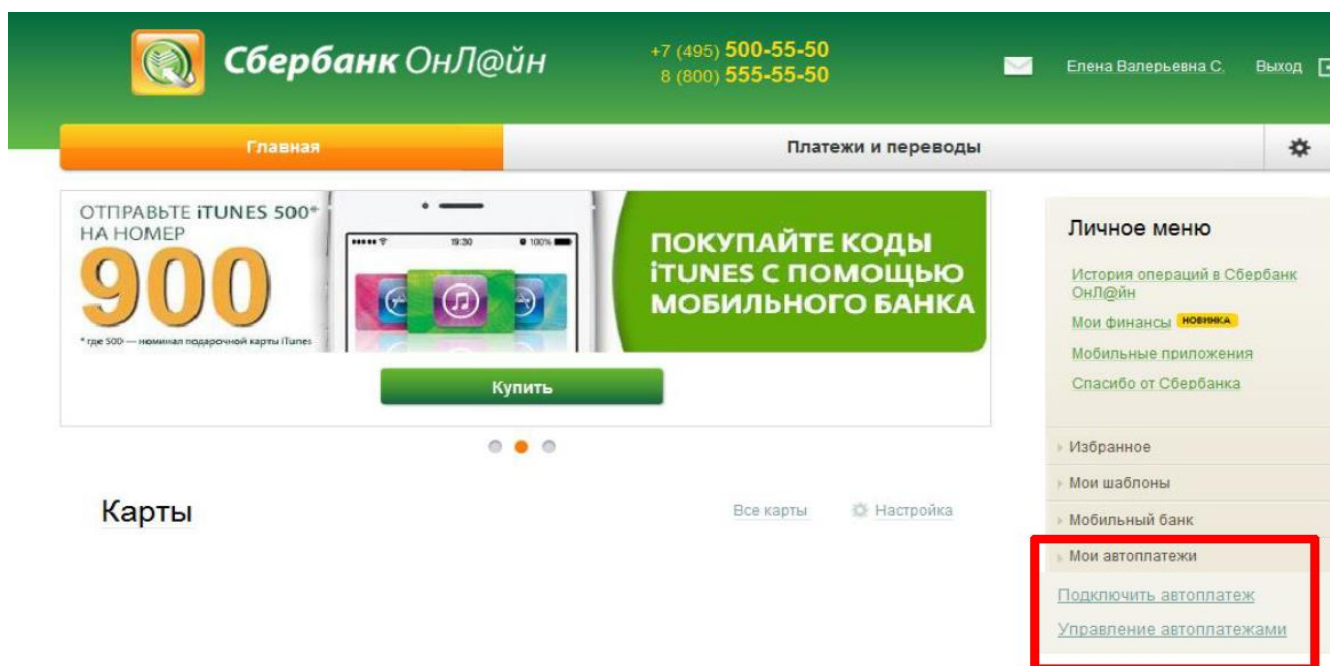 Сбербанк ОнЛ@йн
+7 (495) 500-55-50
8 (800) 555-55-50
Елена Валерьевна С.
Выход
Главная
Платежи и переводы
ОТПРАВЬТЕ iTUNES 500*
НА НОМЕР
900
* где 500 — номинал подарочной карты iTunes
19:30
100%
ПОКУПАЙТЕ КОДЫ
iTUNES С ПОМОЩЬЮ
МОБИЛЬНОГО БАНКА
Купить
Карты
Все карты
Настройка
Личное меню
История операций в Сбербанк
ОнЛ@йн
Мои финансы НОВИНКА
Мобильные приложения
Спасибо от Сбербанка
Избранное
Мои шаблоны
Мобильный банк
Мои автоплатежи
Подключить автоплатеж
Управление автоплатежами